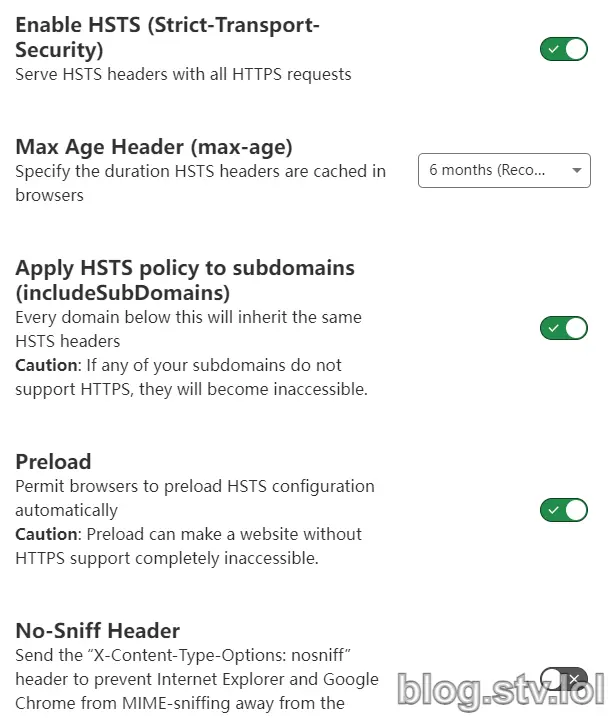 Enable HSTS (Strict-Transport-
Security)
Serve HSTS headers with all HTTPS requests
Max Age Header (max-age)
Specify the duration HSTS headers are cached in
browsers
6 months (Reco...
Apply HSTS policy to subdomains
(includeSubDomains)
Every domain below this will inherit the same
HSTS headers
Caution: If any of your subdomains do not
support HTTPS, they will become inaccessible.
Preload
Permit browsers to preload HSTS configuration
automatically
Caution: Preload can make a website without
HTTPS support completely inaccessible.
No-Sniff Header
Send the “X-Content-Type-Options: nosniff”
header to prevent Internet Explorer and Google
Chrome from MIME-sniffing away from the
blog.stv.lol